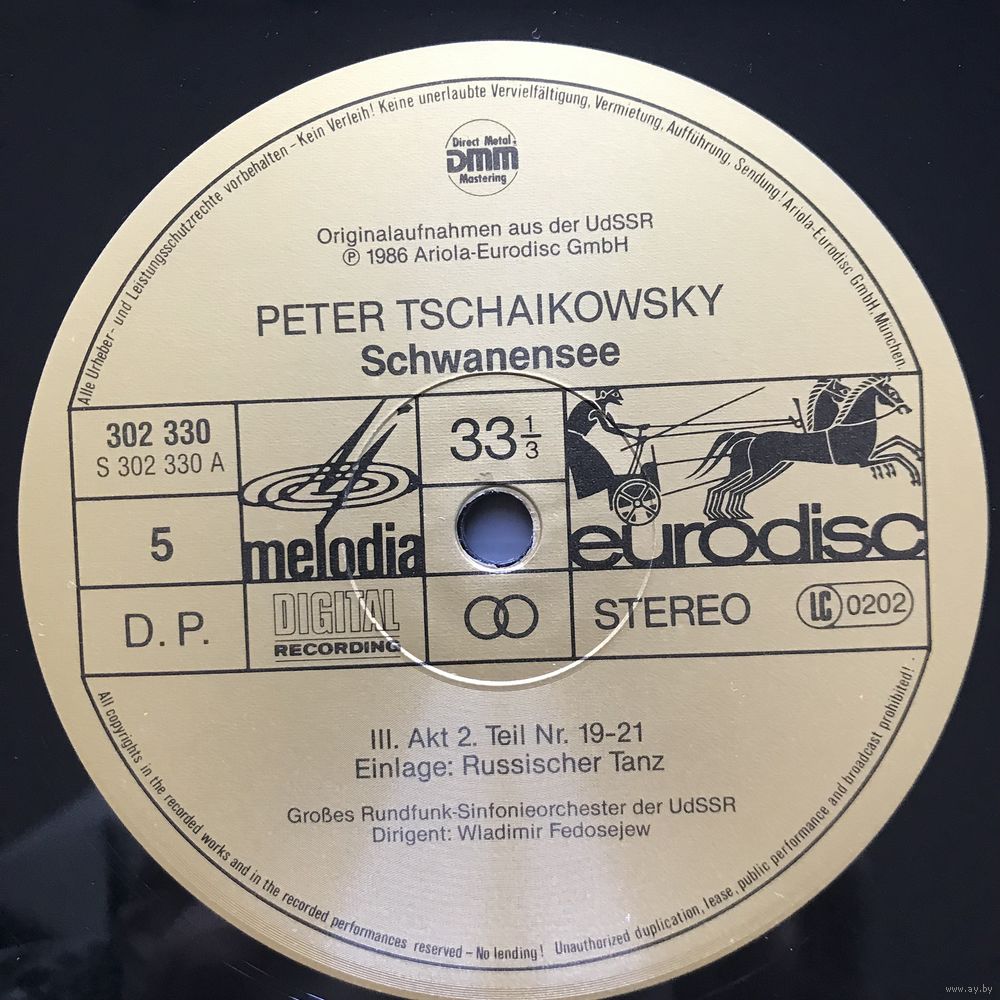 Alle Urheber- und Leistungsschutzrechte vorbehalten – Kein Verleih! Keine unerlaubte Vervielfältigung, Vermietung, Aufführung, Sendung! Ariola-Eurodisc GmbH, München.
Direct Metal
DMM
Mastering
Originalaufnahmen aus der UdSSR
℗ 1986 Ariola-Eurodisc GmbH
PETER TSCHAIKOWSKY
Schwanensee
302 330
S 302 330 A
5
D. P.
melodia
DIGITAL
RECORDING
33 1/3
eurodisc
STEREO
LC 0202
III. Akt 2. Teil Nr. 19-21
Einlage: Russischer Tanz
Großes Rundfunk-Sinfonieorchester der UdSSR
Dirigent: Wladimir Fedosejew
All copyrights in the recorded works and in the recorded performances reserved – No lending! Unauthorized duplication, lease, public performance and broadcast prohibited!
www.ay.by